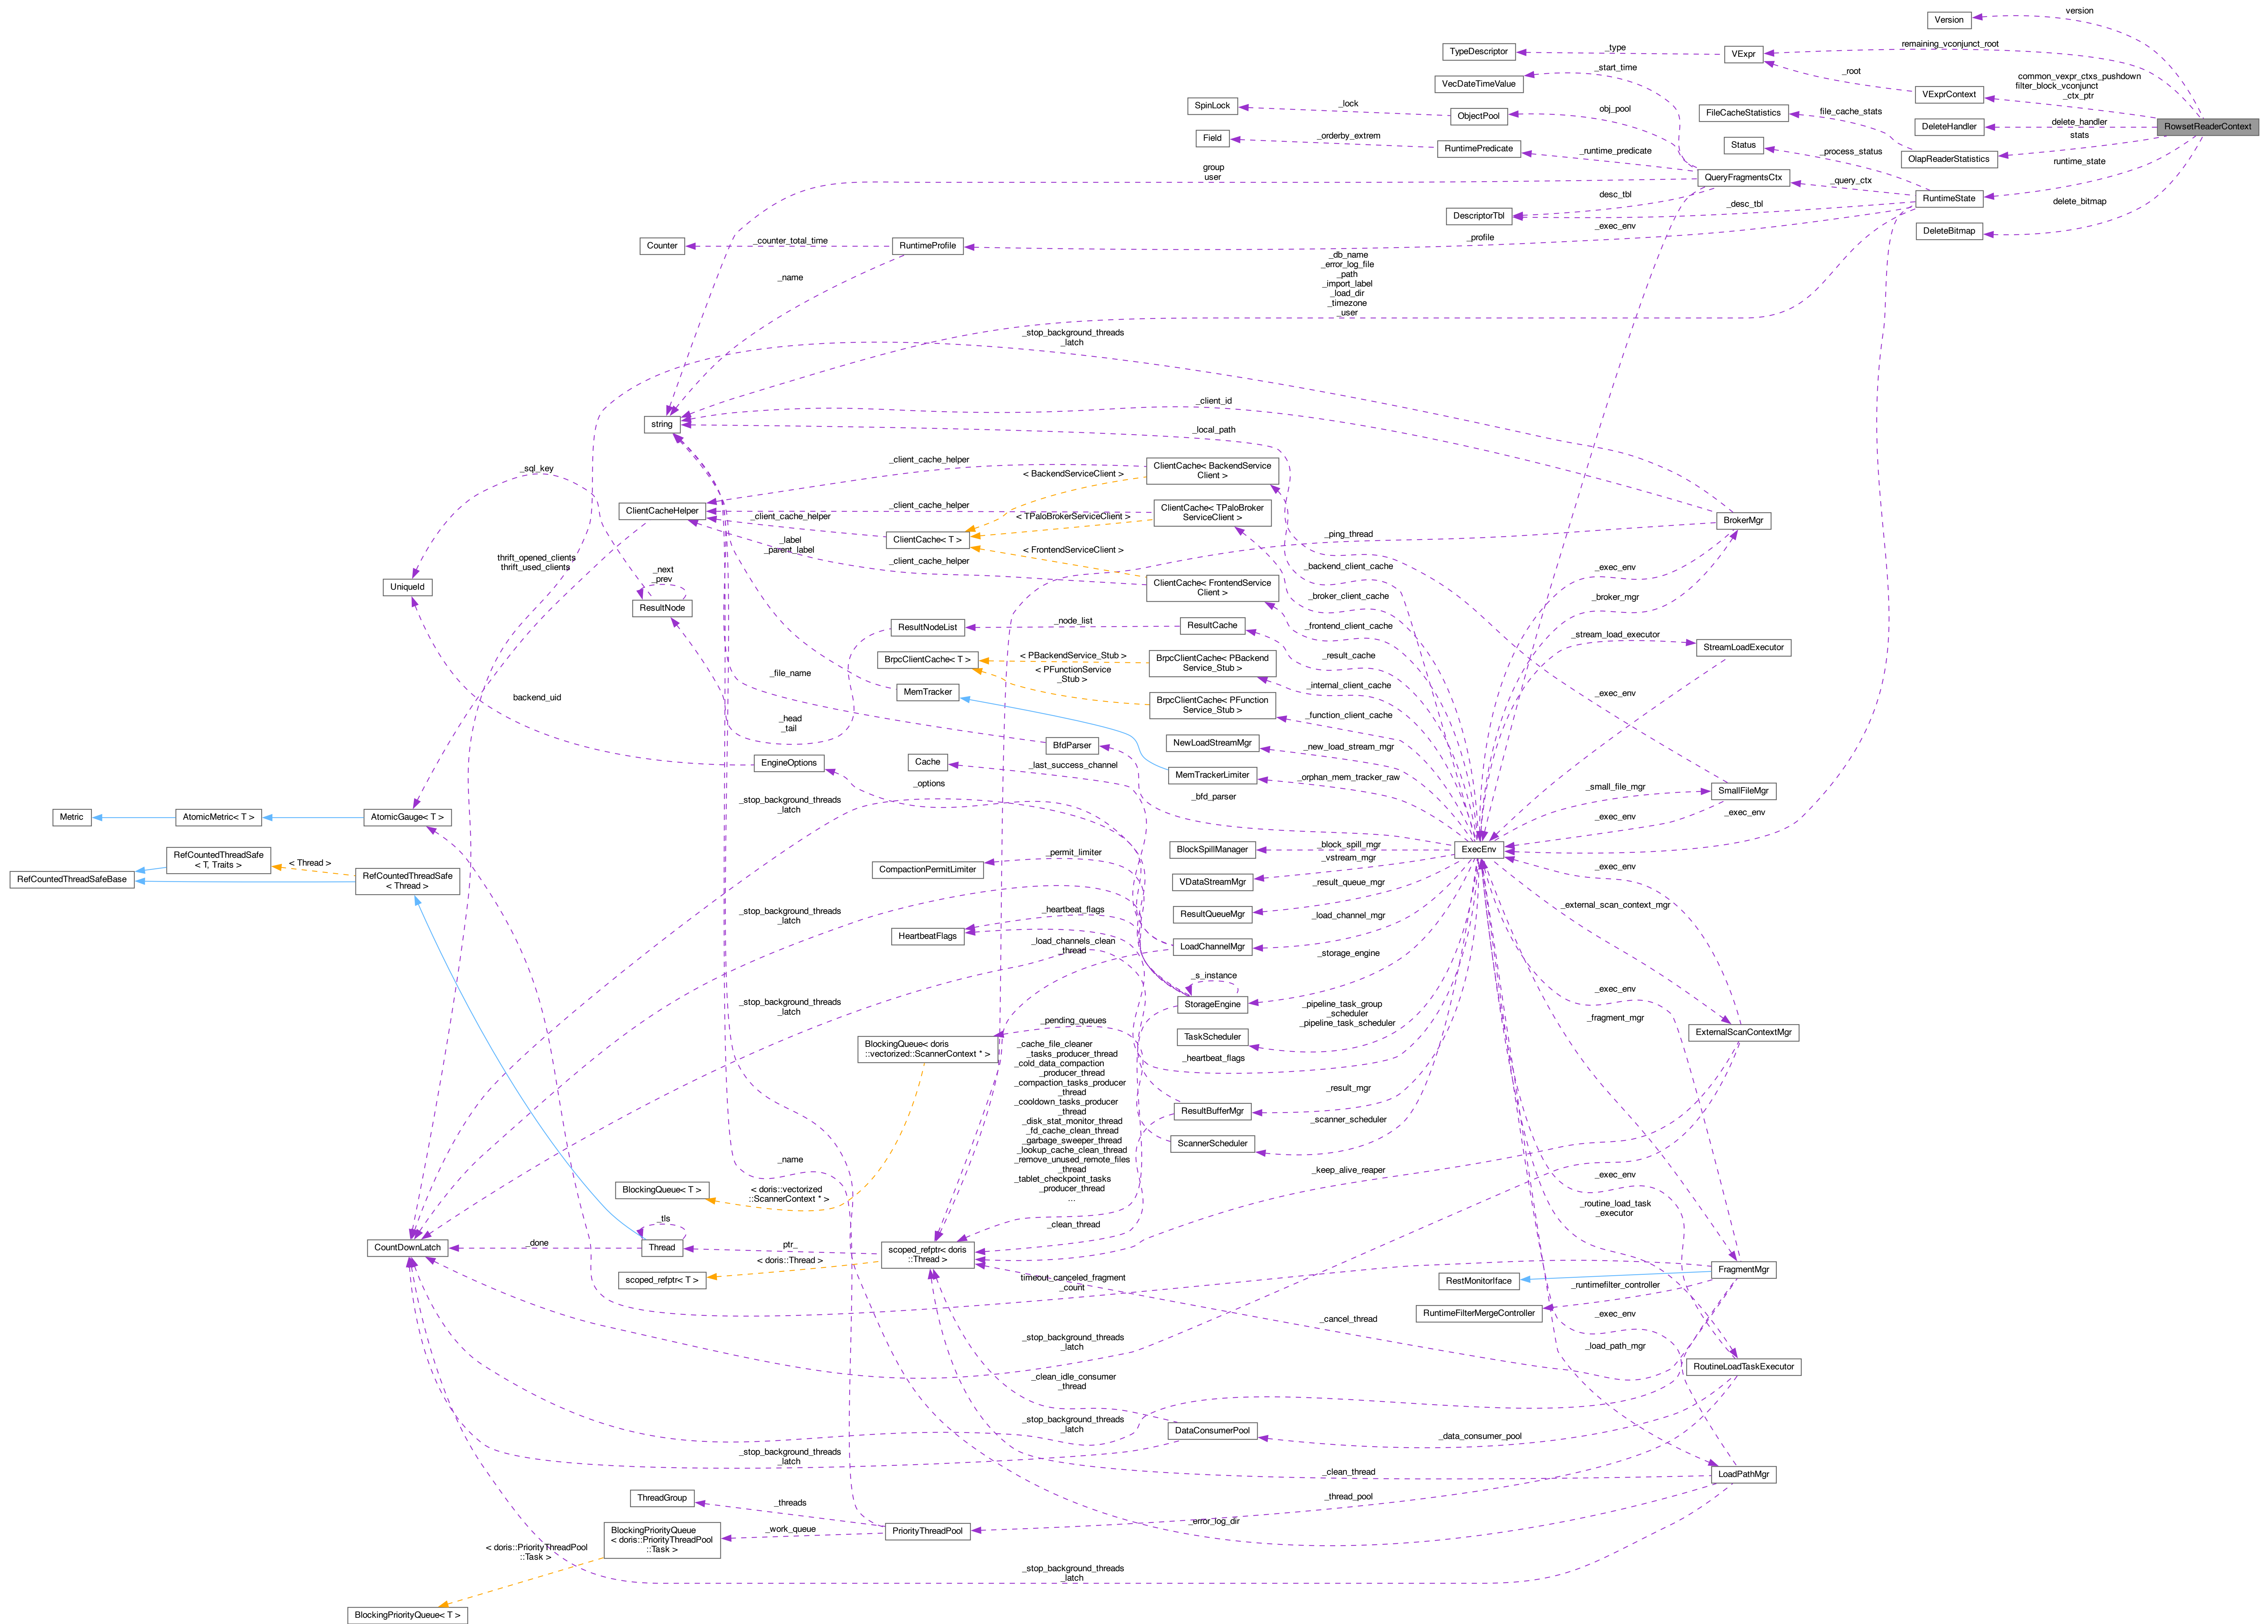 version
Version
remaining_vconjunct_root
_type
TypeDescriptor
VExpr
_start_time
_root
common_vexpr_ctxs_pushdown
filter_block_vconjunct
_ctx_ptr
VecDateTimeValue
VExprContext
SpinLock
_lock
obj_pool
ObjectPool
FileCacheStatistics
file_cache_stats
delete_handler
DeleteHandler
RowsetReaderContext
Field
_orderby_extrem
RuntimePredicate
_runtime_predicate
Status
_process_status
stats
OlapReaderStatistics
runtime_state
group
user
QueryFragmentsCtx
_query_ctx
desc_tbl
_desc_tbl
RuntimeState
delete_bitmap
DescriptorTbl
DeleteBitmap
Counter
_counter_total_time
RuntimeProfile
_profile
_exec_env
_name
_db_name
_error_log_file
_path
_import_label
_load_dir
_timezone
_user
_stop_background_threads
_latch
_client_id
string
_local_path
_sql_key
_client_cache_helper
< BackendServiceClient >
ClientCache< BackendService
Client >
ClientCacheHelper
_client_cache_helper
< TPaloBrokerServiceClient >
ClientCache< TPaloBroker
ServiceClient >
_client_cache_helper
ClientCache< T >
BrokerMgr
_label
_parent_label
< FrontendServiceClient >
_client_cache_helper
_ping_thread
thrift_opened_clients
thrift_used_clients
_next
_prev
_backend_client_cache
_exec_env
UniqueId
ClientCache< FrontendService
Client >
_broker_client_cache
_broker_mgr
ResultNode
ResultNodeList
_node_list
ResultCache
_frontend_client_cache
_stream_load_executor
StreamLoadExecutor
BrpcClientCache< T >
< PBackendService_Stub >
BrpcClientCache< PBackend
Service_Stub >
_result_cache
_file_name
< PFunctionService
_Stub >
_internal_client_cache
MemTracker
_exec_env
backend_uid
BrpcClientCache< PFunction
Service_Stub >
_function_client_cache
_head
_tail
BfdParser
NewLoadStreamMgr
_new_load_stream_mgr
EngineOptions
Cache
_last_success_channel
MemTrackerLimiter
_orphan_mem_tracker_raw
_options
_bfd_parser
_small_file_mgr
SmallFileMgr
_stop_background_threads
_latch
_exec_env
_exec_env
Metric
AtomicMetric< T >
AtomicGauge< T >
BlockSpillManager
_block_spill_mgr
ExecEnv
RefCountedThreadSafe
< T, Traits >
< Thread >
_permit_limiter
CompactionPermitLimiter
_vstream_mgr
_exec_env
RefCountedThreadSafeBase
RefCountedThreadSafe
< Thread >
VDataStreamMgr
_result_queue_mgr
_stop_background_threads
_latch
_heartbeat_flags
ResultQueueMgr
_load_channel_mgr
_external_scan_context_mgr
HeartbeatFlags
_load_channels_clean
_thread
LoadChannelMgr
_storage_engine
_s_instance
_stop_background_threads
_latch
StorageEngine
_exec_env
_pipeline_task_group
_scheduler
_pipeline_task_scheduler
_fragment_mgr
_pending_queues
ExternalScanContextMgr
TaskScheduler
BlockingQueue< doris
::vectorized::ScannerContext * >
_heartbeat_flags
_cache_file_cleaner
_tasks_producer_thread
_cold_data_compaction
_producer_thread
_compaction_tasks_producer
_thread
_cooldown_tasks_producer
_thread
_disk_stat_monitor_thread
_fd_cache_clean_thread
_garbage_sweeper_thread
_lookup_cache_clean_thread
_remove_unused_remote_files
_thread
_tablet_checkpoint_tasks
_producer_thread
...
_result_mgr
ResultBufferMgr
_scanner_scheduler
ScannerScheduler
_name
_keep_alive_reaper
_exec_env
BlockingQueue< T >
< doris::vectorized
::ScannerContext * >
_routine_load_task
_executor
_tls
_clean_thread
CountDownLatch
_done
Thread
ptr_
scoped_refptr< doris
::Thread >
< doris::Thread >
scoped_refptr< T >
timeout_canceled_fragment
_count
FragmentMgr
RestMonitorIface
_runtimefilter_controller
RuntimeFilterMergeController
_cancel_thread
_exec_env
_stop_background_threads
_latch
_load_path_mgr
RoutineLoadTaskExecutor
_clean_idle_consumer
_thread
_stop_background_threads
_latch
DataConsumerPool
_data_consumer_pool
_stop_background_threads
_latch
_clean_thread
LoadPathMgr
ThreadGroup
_threads
_thread_pool
BlockingPriorityQueue
< doris::PriorityThreadPool
::Task >
_work_queue
PriorityThreadPool
_error_log_dir
< doris::PriorityThreadPool
::Task >
_stop_background_threads
_latch
BlockingPriorityQueue< T >